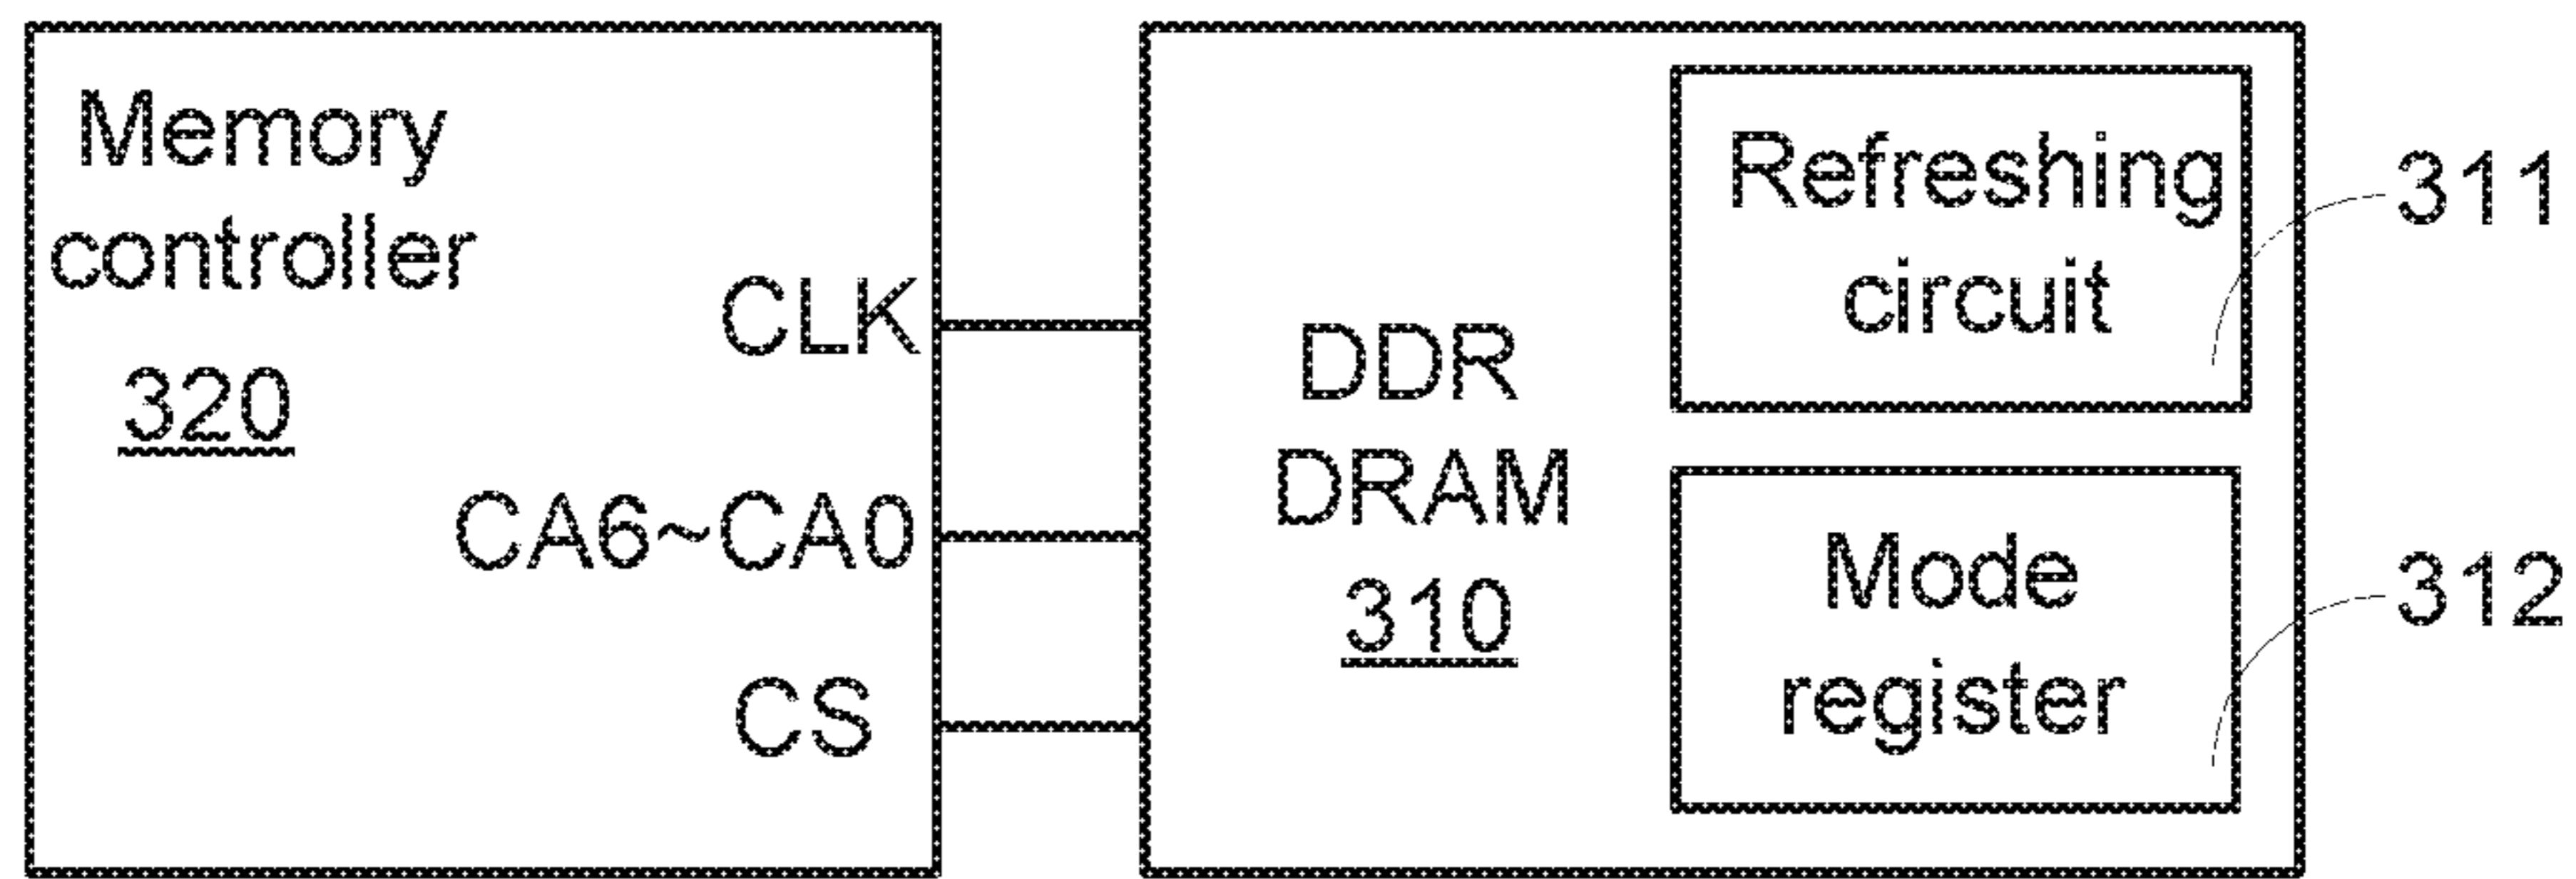 Memory
controller
320
CLK
CA6~CA0
CS
DDR
DRAM
310
Refreshing
circuit
311
Mode
register
312